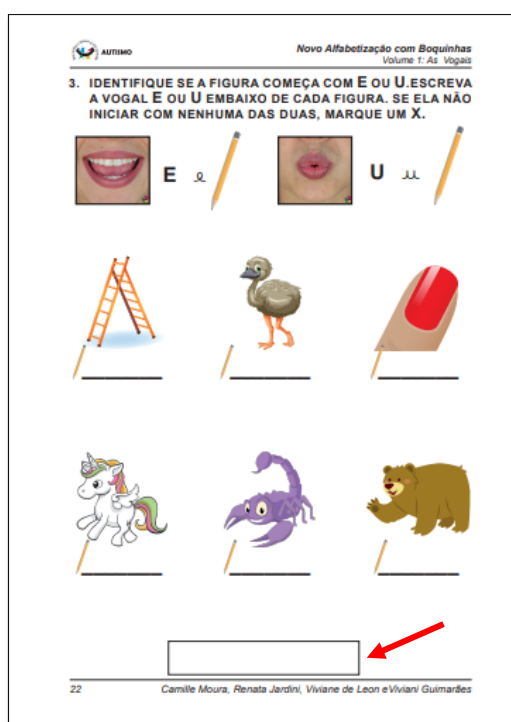 AUTISMO
Novo Alfabetização com Boquinhas
Volume 1: As Vogais
3. IDENTIFIQUE SE A FIGURA COMEÇA COM E OU U.ESCREVA
A VOGAL E OU U EMBAIXO DE CADA FIGURA. SE ELA NÃO
INICIAR COM NENHUMA DAS DUAS, MARQUE UM X.
E e U u
22 Camille Moura, Renata Jardini, Viviane de Leon eViviani Guimarães